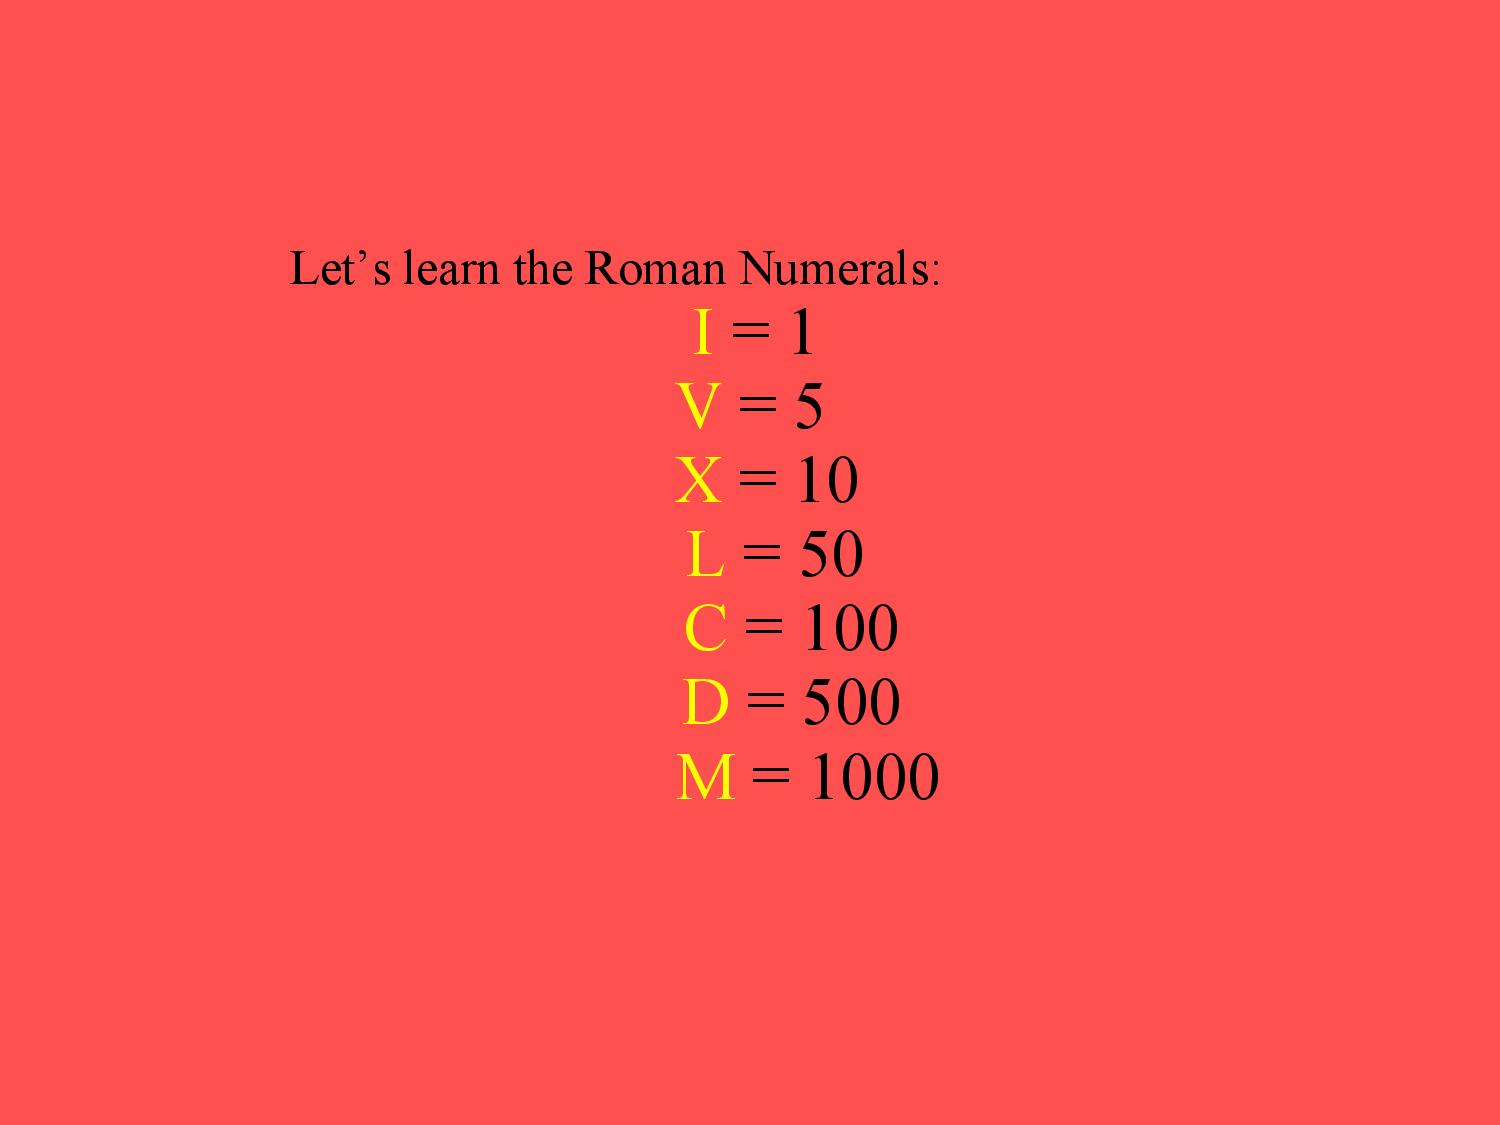 Let’s learn the Roman Numerals:
I = 1
V = 5
X = 10
L = 50
C = 100
D = 500
M = 1000